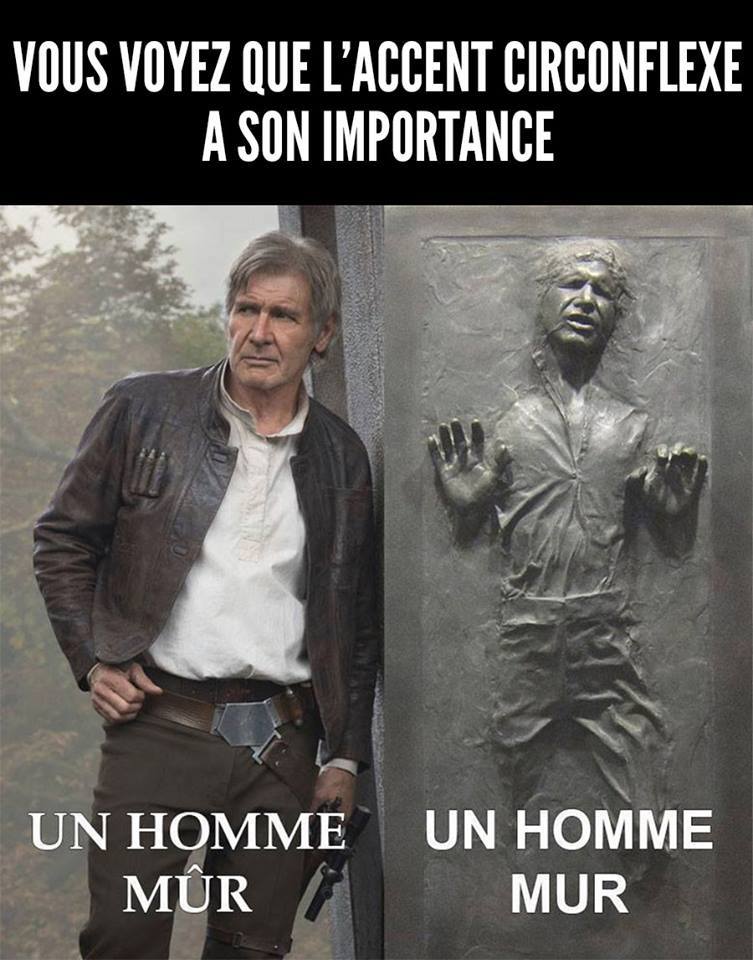 VOUS VOYEZ QUE L'ACCENT CIRCONFLEXE
A SON IMPORTANCE
UN HOMME
MÛR
UN HOMME
MUR